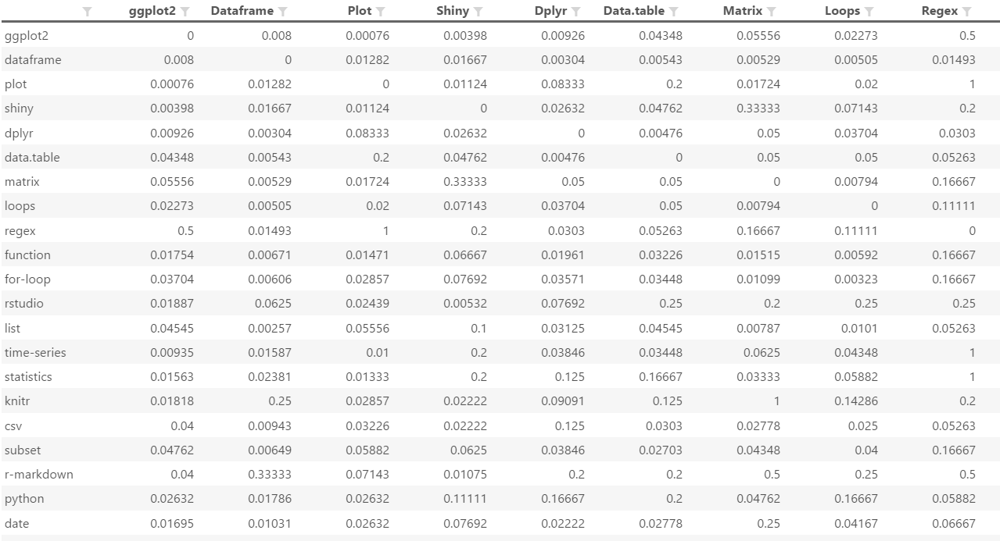 ggplot2 Dataframe Plot Shiny Dplyr Data.table Matrix Loops Regex
ggplot2 0 0.008 0.00076 0.00398 0.00926 0.04348 0.05556 0.02273 0.5
dataframe 0.008 0 0.01282 0.01667 0.00304 0.00543 0.00529 0.00505 0.01493
plot 0.00076 0.01282 0 0.01124 0.08333 0.2 0.01724 0.02 1
shiny 0.00398 0.01667 0.01124 0 0.02632 0.04762 0.33333 0.07143 0.2
dplyr 0.00926 0.00304 0.08333 0.02632 0 0.00476 0.05 0.03704 0.0303
data.table 0.04348 0.00543 0.2 0.04762 0.00476 0 0.05 0.05 0.05263
matrix 0.05556 0.00529 0.01724 0.33333 0.05 0.05 0 0.00794 0.16667
loops 0.02273 0.00505 0.02 0.07143 0.03704 0.05 0.00794 0 0.11111
regex 0.5 0.01493 1 0.2 0.0303 0.05263 0.16667 0.11111 0
function 0.01754 0.00671 0.01471 0.06667 0.01961 0.03226 0.01515 0.00592 0.16667
for-loop 0.03704 0.00606 0.02857 0.07692 0.03571 0.03448 0.01099 0.00323 0.16667
rstudio 0.01887 0.0625 0.02439 0.00532 0.07692 0.25 0.2 0.25 0.25
list 0.04545 0.00257 0.05556 0.1 0.03125 0.04545 0.00787 0.0101 0.05263
time-series 0.00935 0.01587 0.01 0.2 0.03846 0.03448 0.0625 0.04348 1
statistics 0.01563 0.02381 0.01333 0.2 0.125 0.16667 0.03333 0.05882 1
knitr 0.01818 0.25 0.02857 0.02222 0.09091 0.125 1 0.14286 0.2
csv 0.04 0.00943 0.03226 0.02222 0.125 0.0303 0.02778 0.025 0.05263
subset 0.04762 0.00649 0.05882 0.0625 0.03846 0.02703 0.04348 0.04 0.16667
r-markdown 0.04 0.33333 0.07143 0.01075 0.2 0.2 0.5 0.25 0.5
python 0.02632 0.01786 0.02632 0.11111 0.16667 0.2 0.04762 0.16667 0.05882
date 0.01695 0.01031 0.02632 0.07692 0.02222 0.02778 0.25 0.04167 0.06667